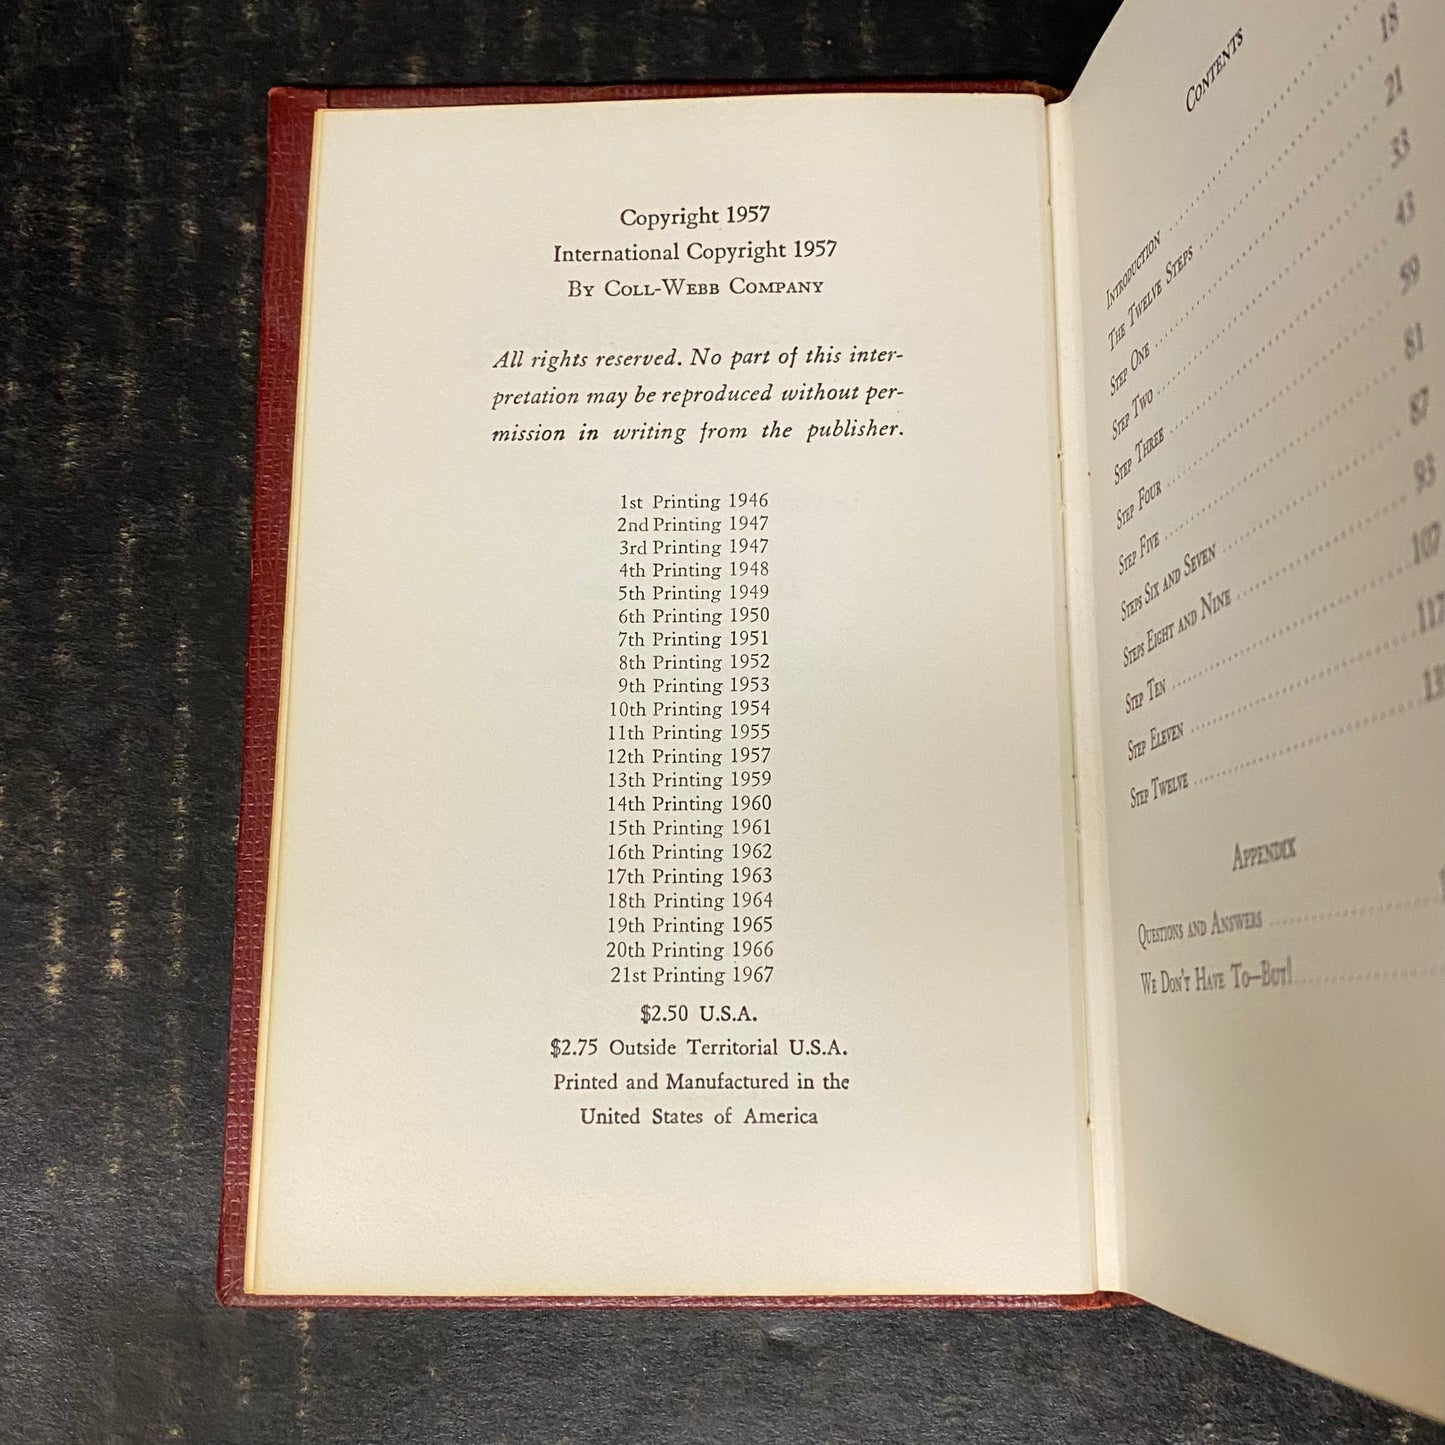 Copyright 1957
International Copyright 1957
By Coll-Webb Company
All rights reserved. No part of this inter-
pretation may be reproduced without per-
mission in writing from the publisher.
1st Printing 1946
2nd Printing 1947
3rd Printing 1947
4th Printing 1948
5th Printing 1949
6th Printing 1950
7th Printing 1951
8th Printing 1952
9th Printing 1953
10th Printing 1954
11th Printing 1955
12th Printing 1957
13th Printing 1959
14th Printing 1960
15th Printing 1961
16th Printing 1962
17th Printing 1963
18th Printing 1964
19th Printing 1965
20th Printing 1966
21st Printing 1967
$2.50 U.S.A.
$2.75 Outside Territorial U.S.A.
Printed and Manufactured in the
United States of America
Contents
Introduction
The Twelve Steps 18
Step One 21
Step Two 33
Step Three 43
Step Four 59
Step Five 81
Steps Six and Seven 87
Steps Eight and Nine 93
Step Ten 107
Step Eleven 117
Step Twelve
Appendix
Questions and Answers
We Don't Have To—But!